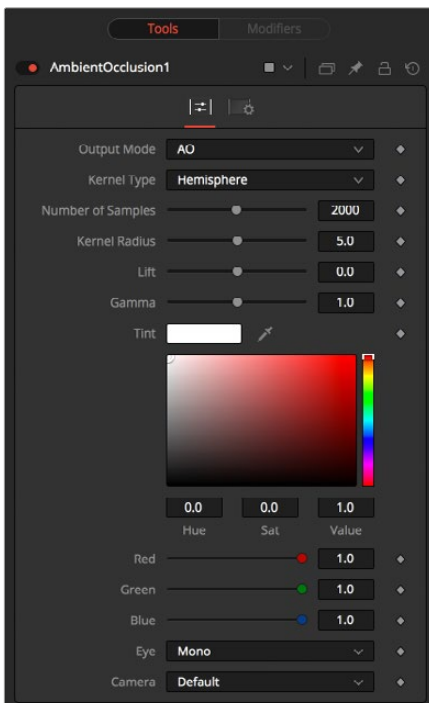 Tools Modifiers
AmbientOcclusion1
Output Mode AO
Kernel Type Hemisphere
Number of Samples 2000
Kernel Radius 5.0
Lift 0.0
Gamma 1.0
Tint
0.0 0.0 1.0
Hue Sat Value
Red 1.0
Green 1.0
Blue 1.0
Eye Mono
Camera Default